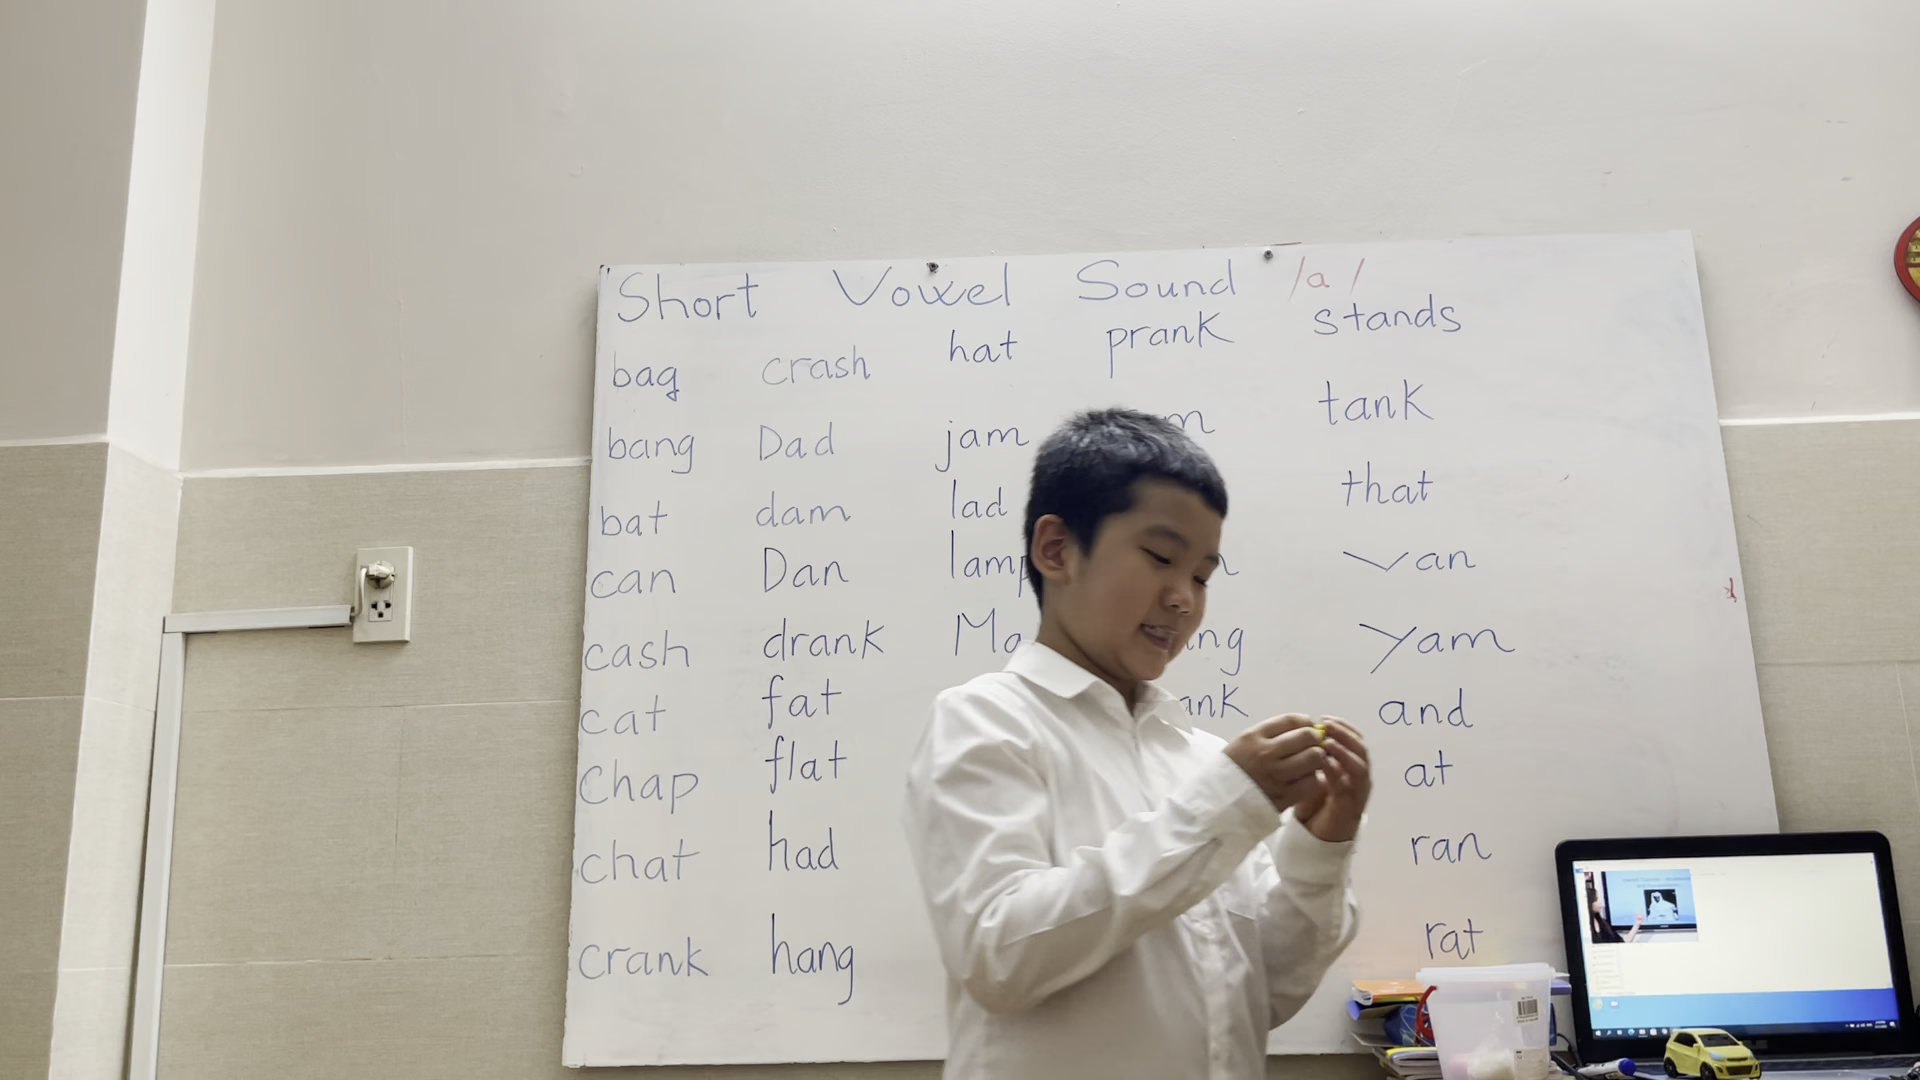 Short Vowel Sound /a/
bag crash hat prank stands
bang Dad jam tank
bat dam lad that
can Dan van
cash drank yam
cat fat and
chap flat at
chat had ran
crank hang rat